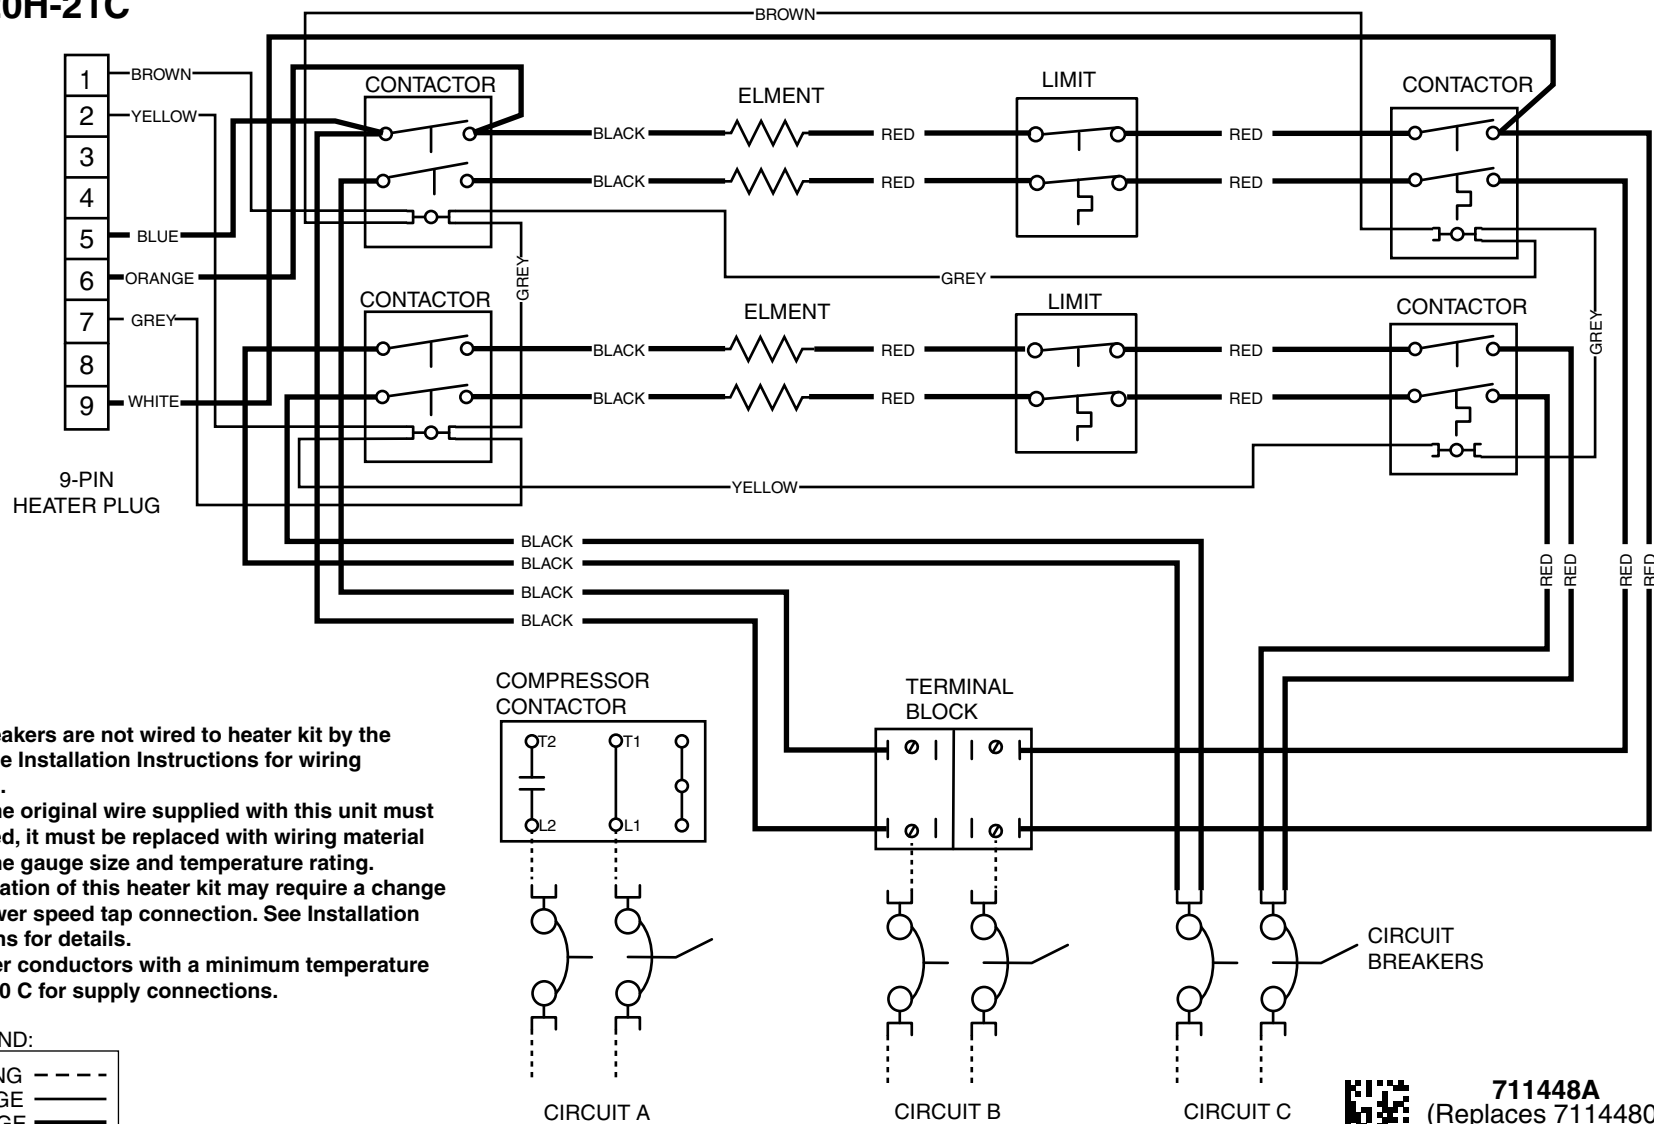 0H-21C
BROWN
1
2
3
4
5
6
7
8
9
BROWN
YELLOW
BLUE
ORANGE
GREY
WHITE
9-PIN
HEATER PLUG
CONTACTOR
ELMENT
LIMIT
CONTACTOR
BLACK
RED
RED
BLACK
RED
RED
GREY
GREY
CONTACTOR
ELMENT
LIMIT
CONTACTOR
GREY
BLACK
RED
RED
BLACK
RED
RED
YELLOW
BLACK
BLACK
BLACK
BLACK
RED
RED
RED
RED
COMPRESSOR
CONTACTOR
T2
T1
L2
L1
TERMINAL
BLOCK
eakers are not wired to heater kit by the
e Installation Instructions for wiring
.
ne original wire supplied with this unit must
ed, it must be replaced with wiring material
ne gauge size and temperature rating.
ation of this heater kit may require a change
wer speed tap connection. See Installation
ns for details.
er conductors with a minimum temperature
0 C for supply connections.
CIRCUIT
BREAKERS
ND:
NG
GE
GE
CIRCUIT A
CIRCUIT B
CIRCUIT C
711448A
(Replaces 7114480